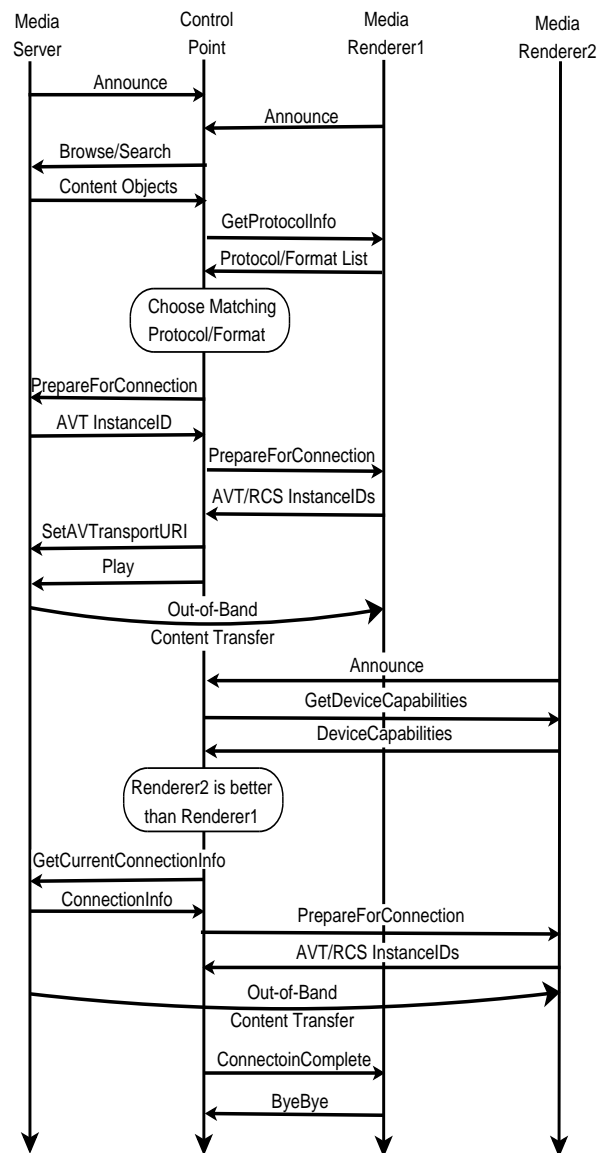 Media
Server
Control
Point
Media
Renderer1
Media
Renderer2
Announce
Announce
Browse/Search
Content Objects
GetProtocolInfo
Protocol/Format List
Choose Matching
Protocol/Format
PrepareForConnection
AVT InstanceID
PrepareForConnection
AVT/RCS InstanceIDs
SetAVTransportURI
Play
Out-of-Band
Content Transfer
Announce
GetDeviceCapabilities
DeviceCapabilities
Renderer2 is better
than Renderer1
GetCurrentConnectionInfo
ConnectionInfo
PrepareForConnection
AVT/RCS InstanceIDs
Out-of-Band
Content Transfer
ConnectoinComplete
ByeBye